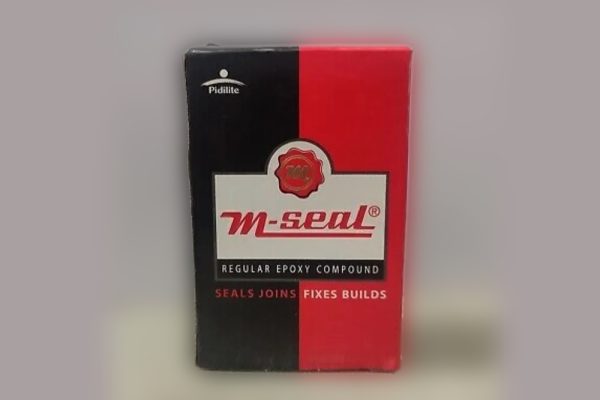 Pidilite
m-seal®
REGULAR EPOXY COMPOUND
SEALS JOINS FIXES BUILDS